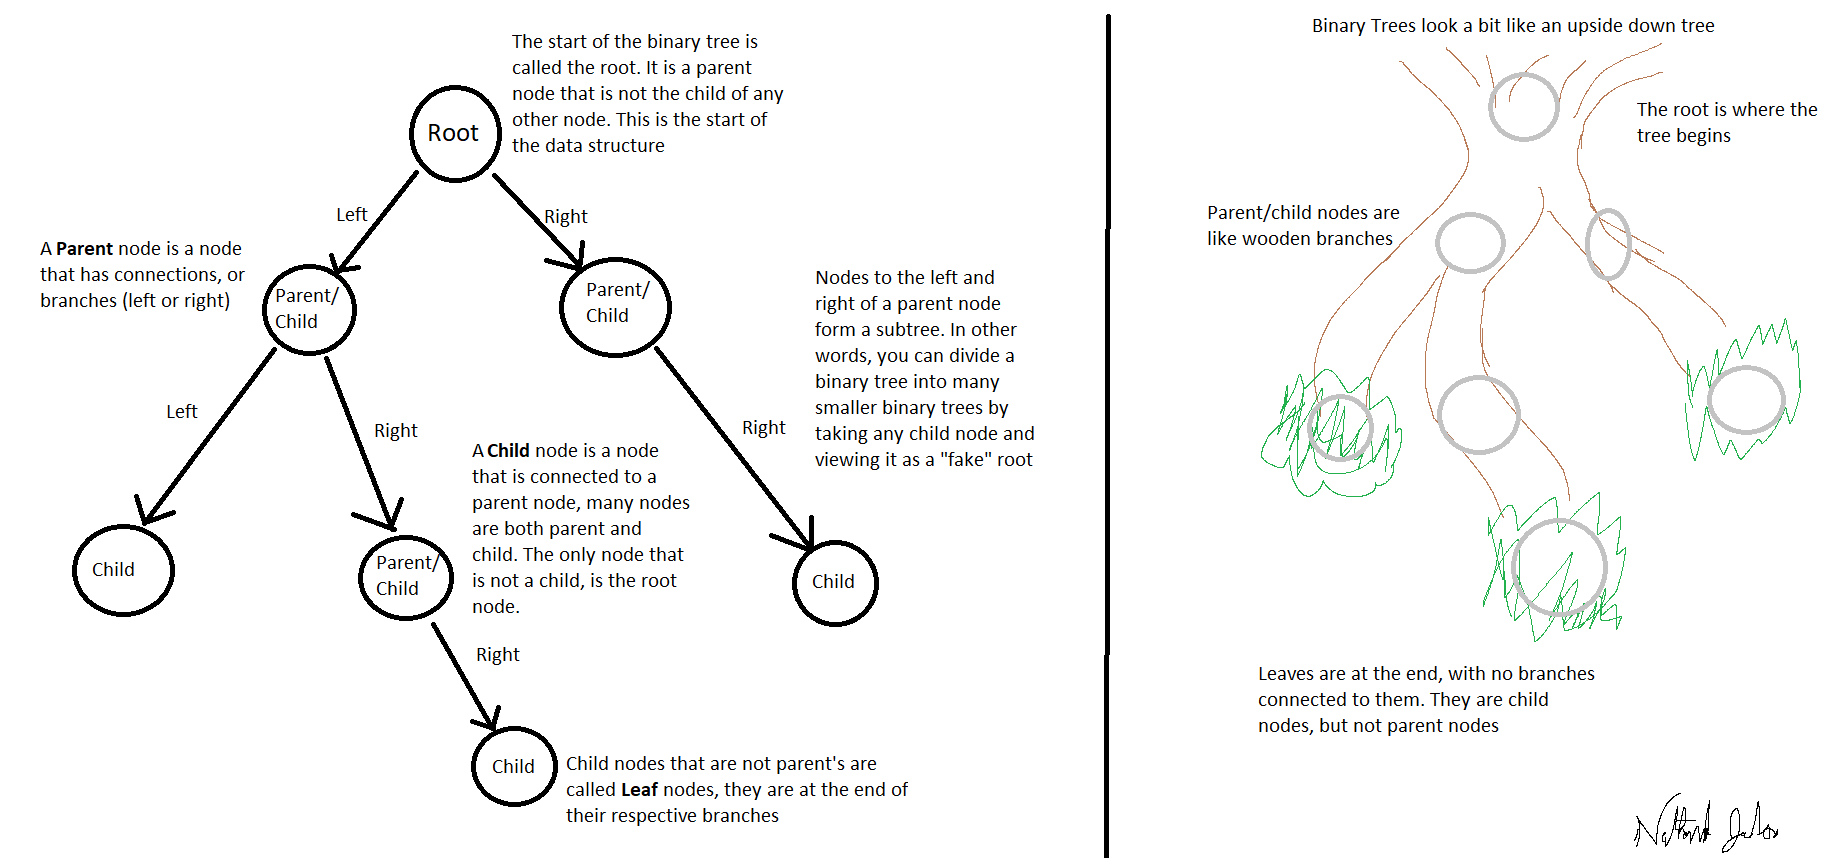 The start of the binary tree is
called the root. It is a parent
node that is not the child of any
other node. This is the start of
the data structure
Root
Left
Right
A Parent node is a node
that has connections, or
branches (left or right)
Parent/
Child
Parent/
Child
Nodes to the left and
right of a parent node
form a subtree. In other
words, you can divide a
binary tree into many
smaller binary trees by
taking any child node and
viewing it as a "fake" root
Left
Right
Right
A Child node is a node
that is connected to a
parent node, many nodes
are both parent and
child. The only node that
is not a child, is the root
node.
Child
Parent/
Child
Child
Right
Child
Child nodes that are not parent's are
called Leaf nodes, they are at the end of
their respective branches
Binary Trees look a bit like an upside down tree
The root is where the
tree begins
Parent/child nodes are
like wooden branches
Leaves are at the end, with no branches
connected to them. They are child
nodes, but not parent nodes